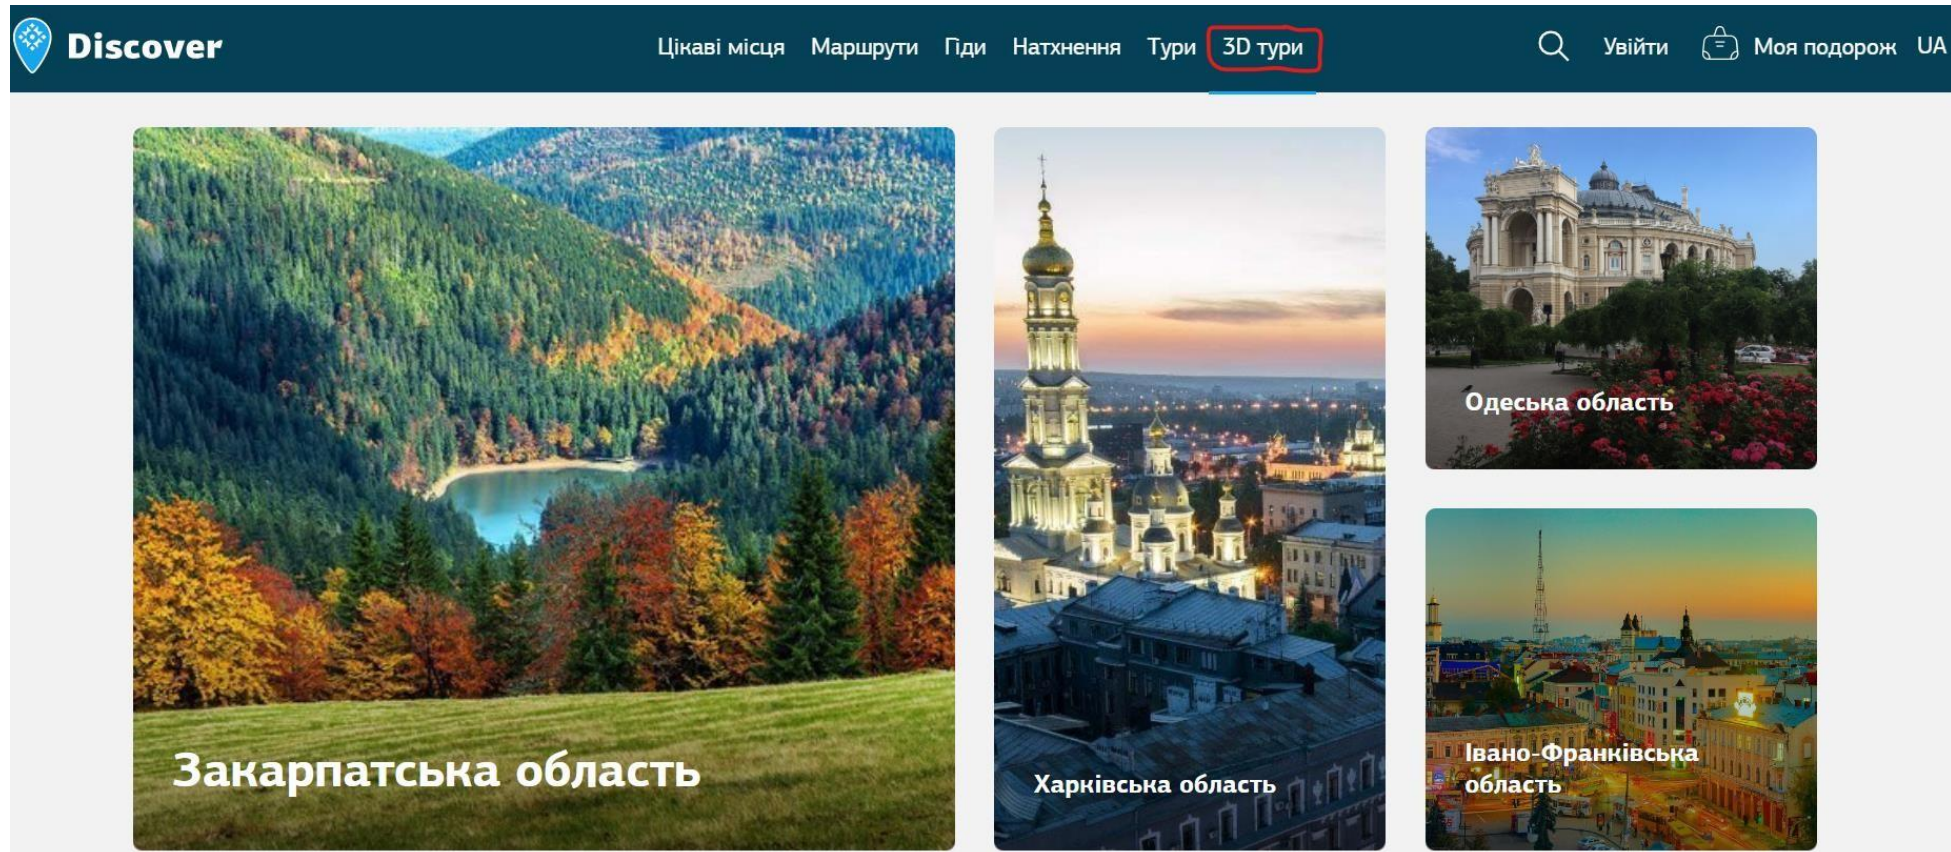 Discover
Цікаві місця Маршрути Гіди Натхнення Тури 3D тури
Увійти Моя подорож UA
Закарпатська область
Харківська область
Одеська область
Івано-Франківська
область